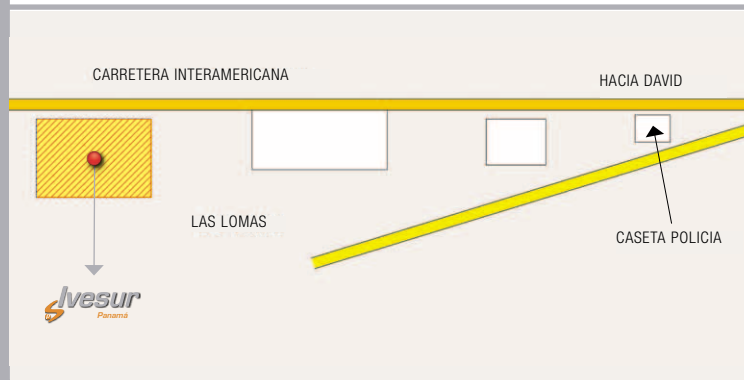 CARRETERA INTERAMERICANA
HACIA DAVID
LAS LOMAS
CASETA POLICIA
Ivesur
Panamá